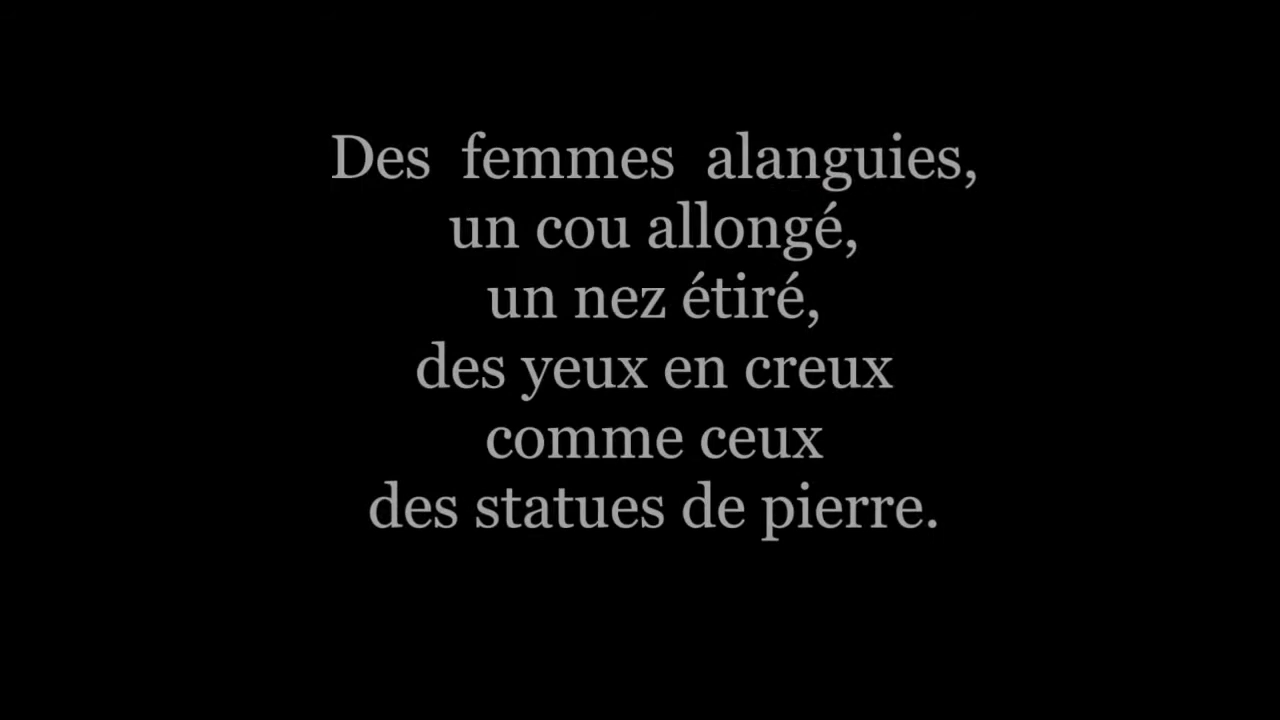 Des femmes alanguies,
un cou allongé,
un nez étiré,
des yeux en creux
comme ceux
des statues de pierre.